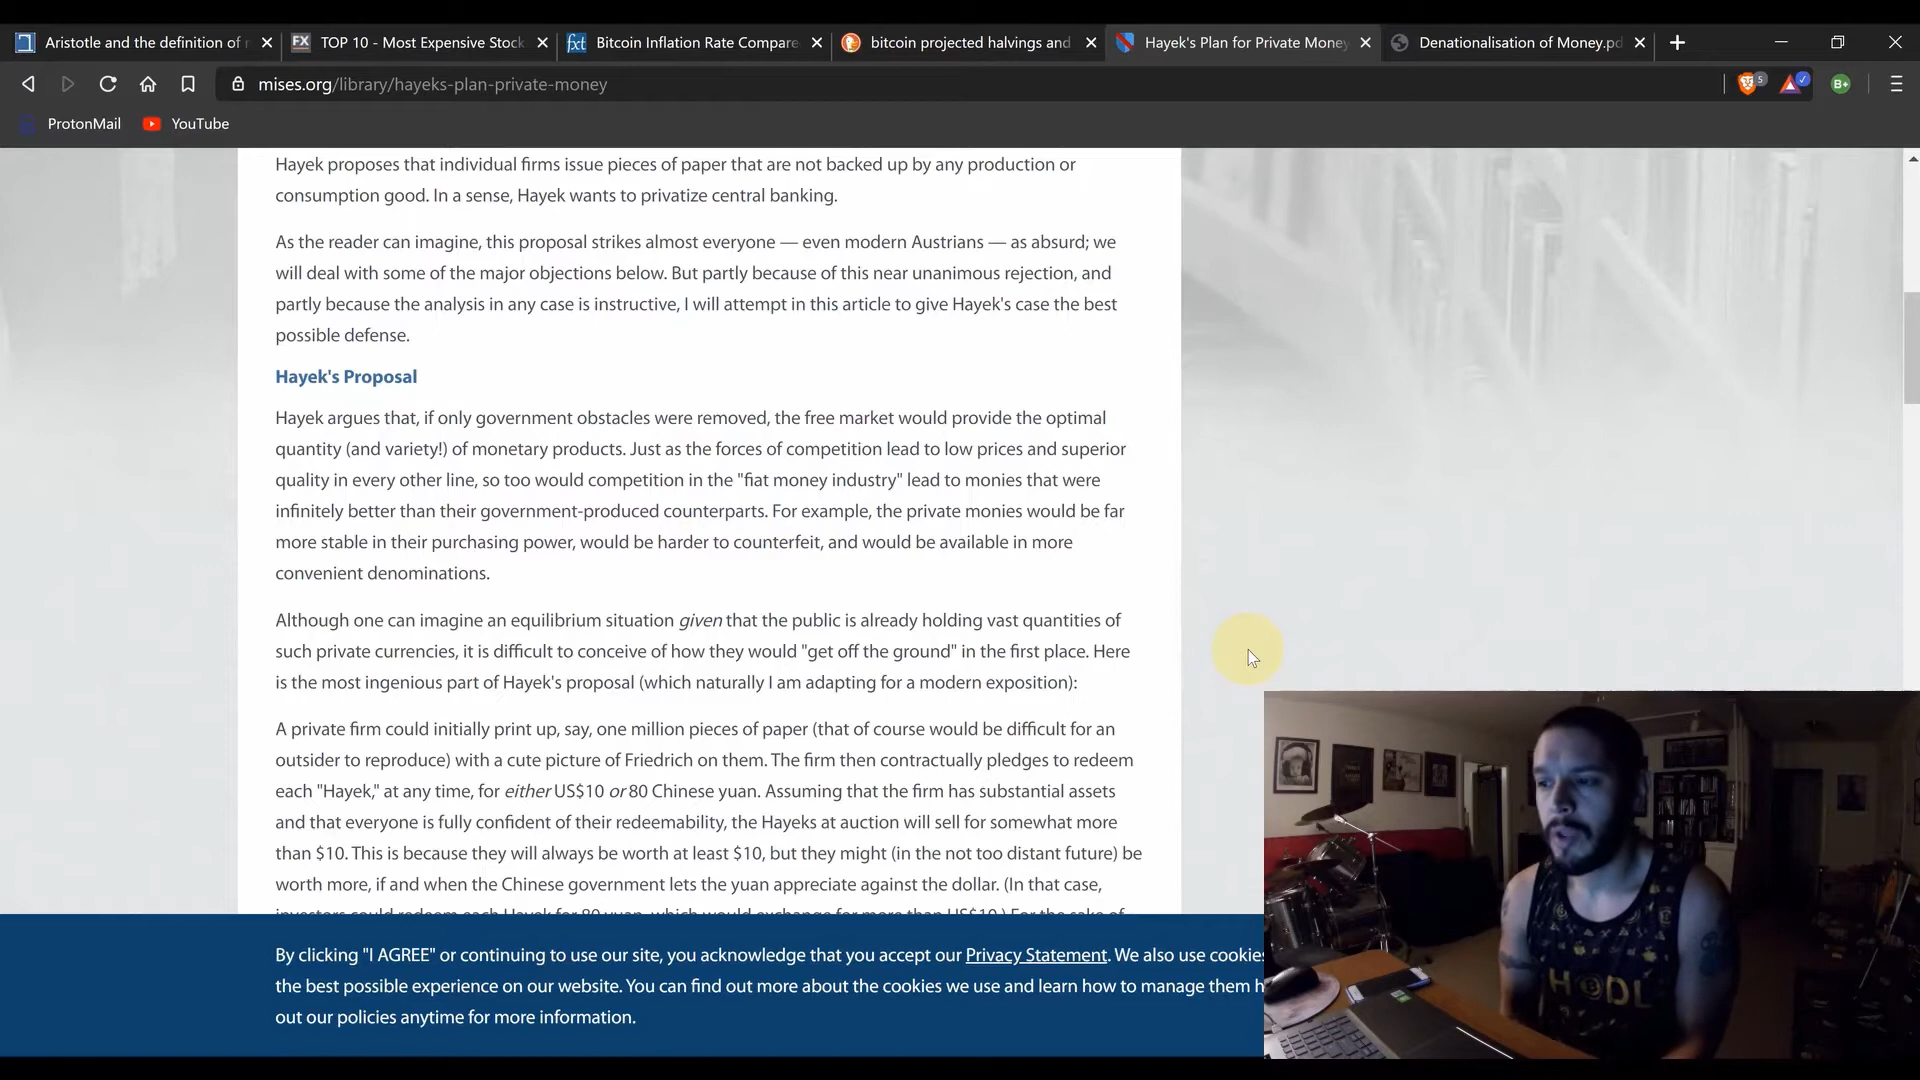 Aristotle and the definition of
TOP 10 - Most Expensive Stock
Bitcoin Inflation Rate Compare
bitcoin projected halvings and
Hayek's Plan for Private Money
Denationalisation of Money.pd
mises.org/library/hayeks-plan-private-money
5
B+
ProtonMail
YouTube
Hayek proposes that individual firms issue pieces of paper that are not backed up by any production or
consumption good. In a sense, Hayek wants to privatize central banking.
As the reader can imagine, this proposal strikes almost everyone — even modern Austrians — as absurd; we
will deal with some of the major objections below. But partly because of this near unanimous rejection, and
partly because the analysis in any case is instructive, I will attempt in this article to give Hayek's case the best
possible defense.
Hayek's Proposal
Hayek argues that, if only government obstacles were removed, the free market would provide the optimal
quantity (and variety!) of monetary products. Just as the forces of competition lead to low prices and superior
quality in every other line, so too would competition in the "fiat money industry" lead to monies that were
infinitely better than their government-produced counterparts. For example, the private monies would be far
more stable in their purchasing power, would be harder to counterfeit, and would be available in more
convenient denominations.
Although one can imagine an equilibrium situation given that the public is already holding vast quantities of
such private currencies, it is difficult to conceive of how they would "get off the ground" in the first place. Here
is the most ingenious part of Hayek's proposal (which naturally I am adapting for a modern exposition):
A private firm could initially print up, say, one million pieces of paper (that of course would be difficult for an
outsider to reproduce) with a cute picture of Friedrich on them. The firm then contractually pledges to redeem
each "Hayek," at any time, for either US$10 or 80 Chinese yuan. Assuming that the firm has substantial assets
and that everyone is fully confident of their redeemability, the Hayeks at auction will sell for somewhat more
than $10. This is because they will always be worth at least $10, but they might (in the not too distant future) be
worth more, if and when the Chinese government lets the yuan appreciate against the dollar. (In that case,
investors could redeem each Hayek for 80 yuan, which would exchange for more than US$10.) For the sake of
By clicking "I AGREE" or continuing to use our site, you acknowledge that you accept our Privacy Statement. We also use cookies
the best possible experience on our website. You can find out more about the cookies we use and learn how to manage them h
out our policies anytime for more information.
HODL